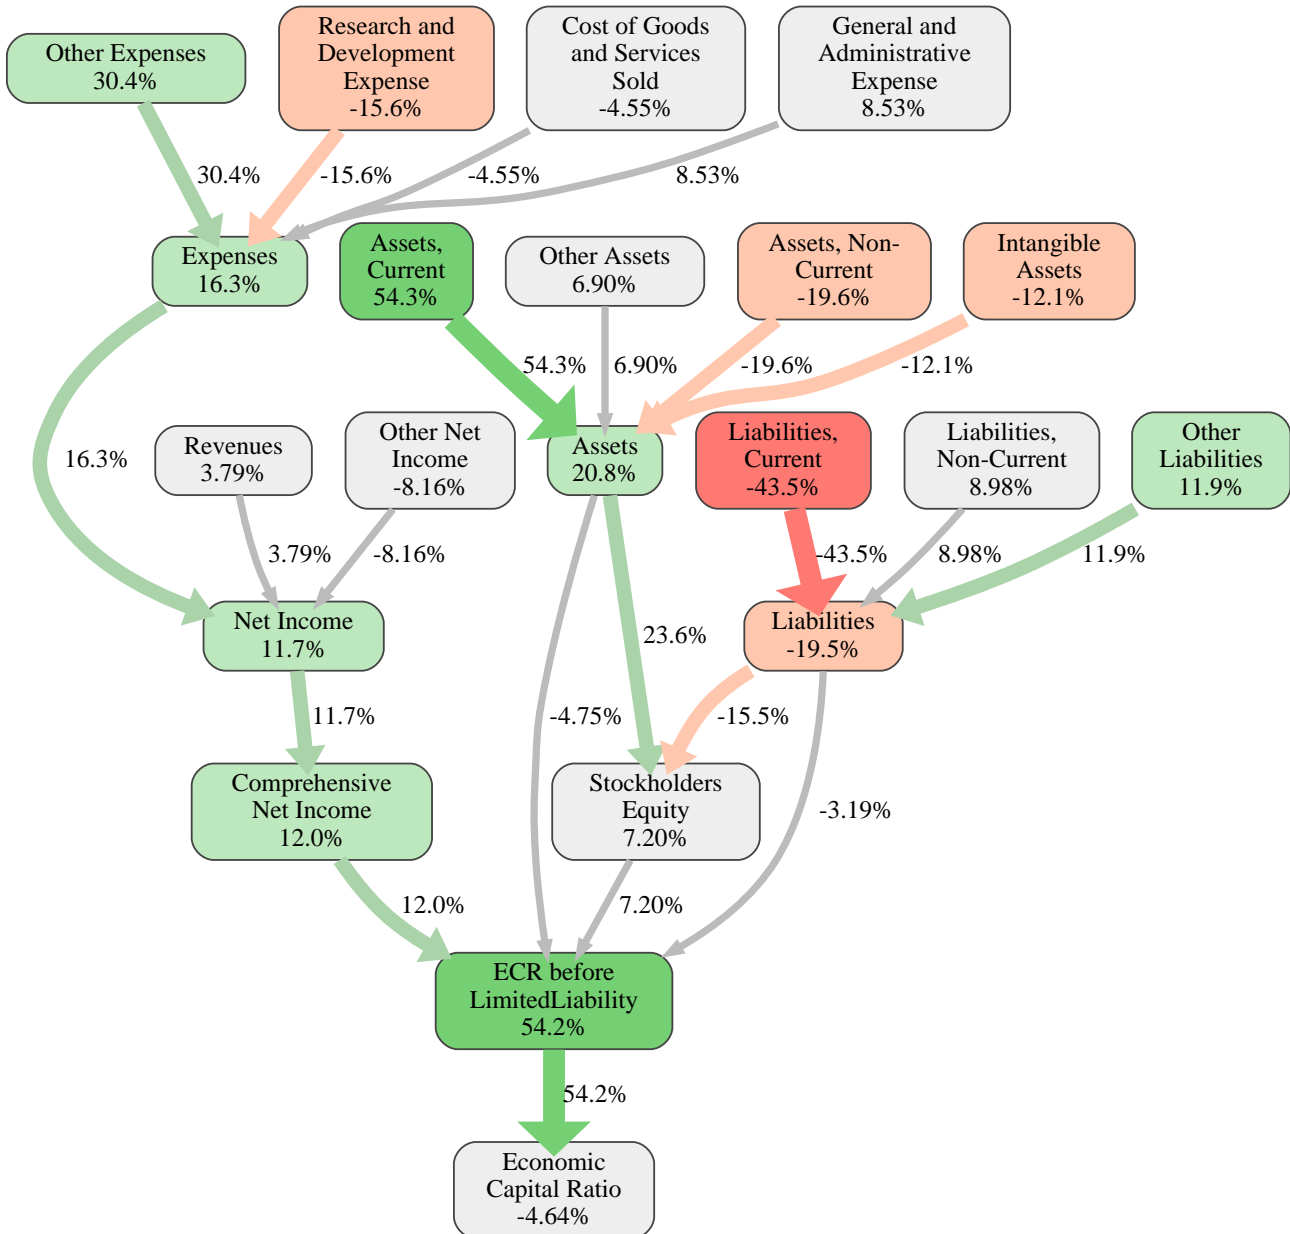 Other Expenses
30.4%
Research and
Development
Expense
-15.6%
Cost of Goods
and Services
Sold
-4.55%
General and
Administrative
Expense
8.53%
30.4%
-15.6%
-4.55%
8.53%
Expenses
16.3%
Assets,
Current
54.3%
Other Assets
6.90%
Assets, Non-
Current
-19.6%
Intangible
Assets
-12.1%
54.3%
6.90%
-19.6%
-12.1%
16.3%
Revenues
3.79%
Other Net
Income
-8.16%
Assets
20.8%
Liabilities,
Current
-43.5%
Liabilities,
Non-Current
8.98%
Other
Liabilities
11.9%
3.79%
-8.16%
-43.5%
8.98%
11.9%
Net Income
11.7%
23.6%
Liabilities
-19.5%
11.7%
-4.75%
-15.5%
Comprehensive
Net Income
12.0%
Stockholders
Equity
7.20%
-3.19%
12.0%
7.20%
ECR before
LimitedLiability
54.2%
54.2%
Economic
Capital Ratio
-4.64%